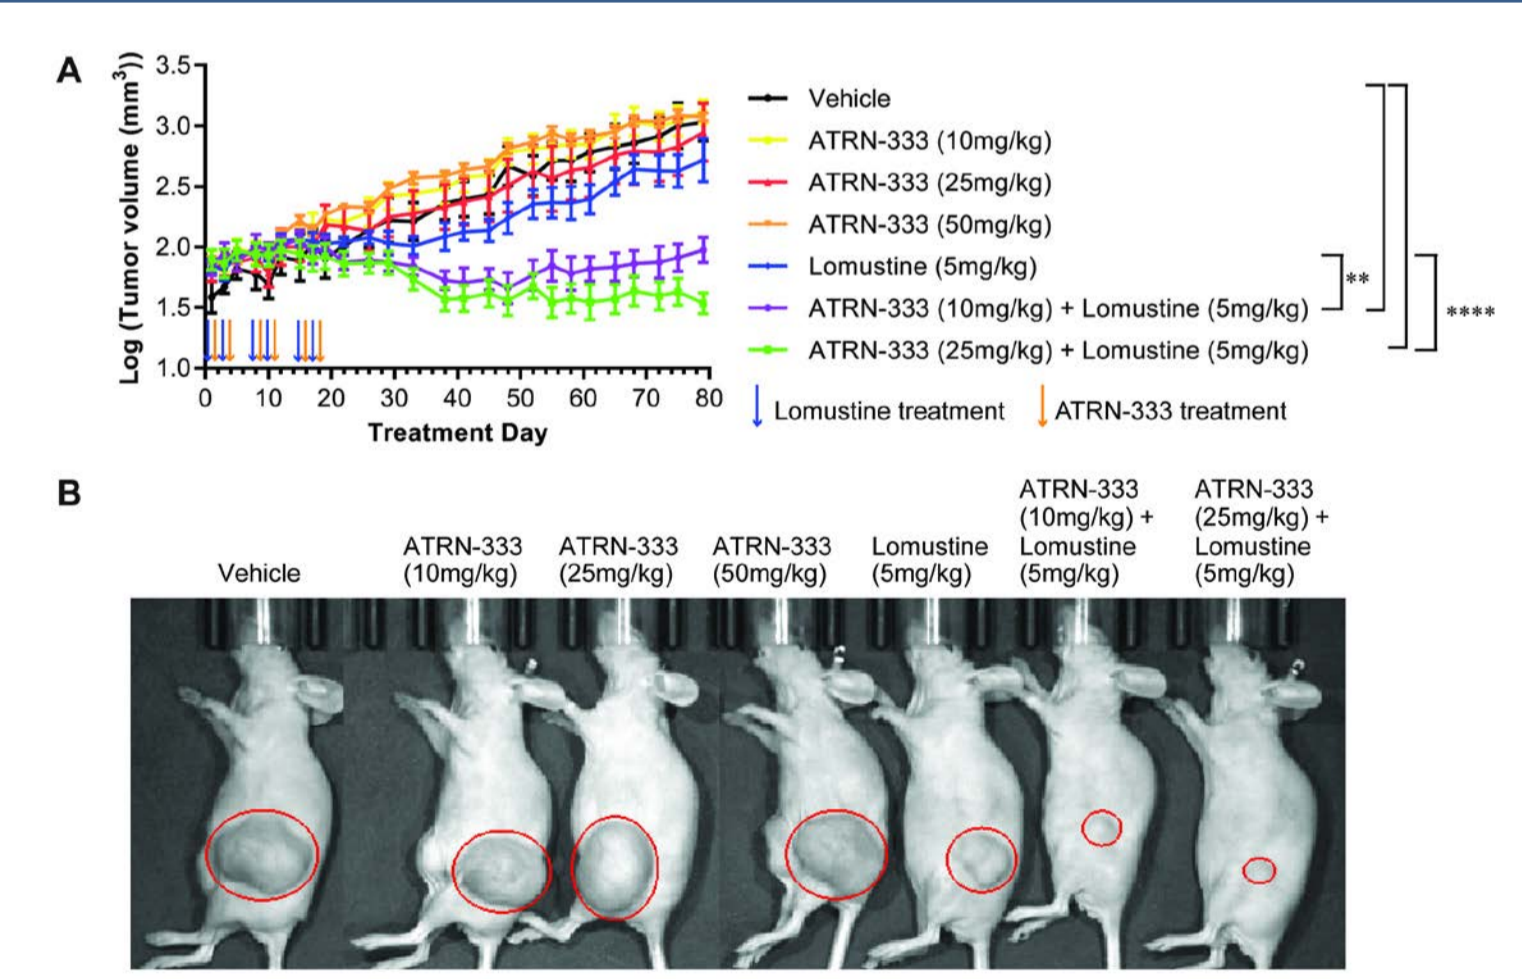 A
Log (Tumor volume (mm3))
3.5
3.0
2.5
2.0
1.5
1.0
0 10 20 30 40 50 60 70 80
Treatment Day
Vehicle
ATRN-333 (10mg/kg)
ATRN-333 (25mg/kg)
ATRN-333 (50mg/kg)
Lomustine (5mg/kg)
ATRN-333 (10mg/kg) + Lomustine (5mg/kg)
ATRN-333 (25mg/kg) + Lomustine (5mg/kg)
**
****
Lomustine treatment
ATRN-333 treatment
B
Vehicle
ATRN-333
(10mg/kg)
ATRN-333
(25mg/kg)
ATRN-333
(50mg/kg)
Lomustine
(5mg/kg)
ATRN-333
(10mg/kg) +
Lomustine
(5mg/kg)
ATRN-333
(25mg/kg) +
Lomustine
(5mg/kg)